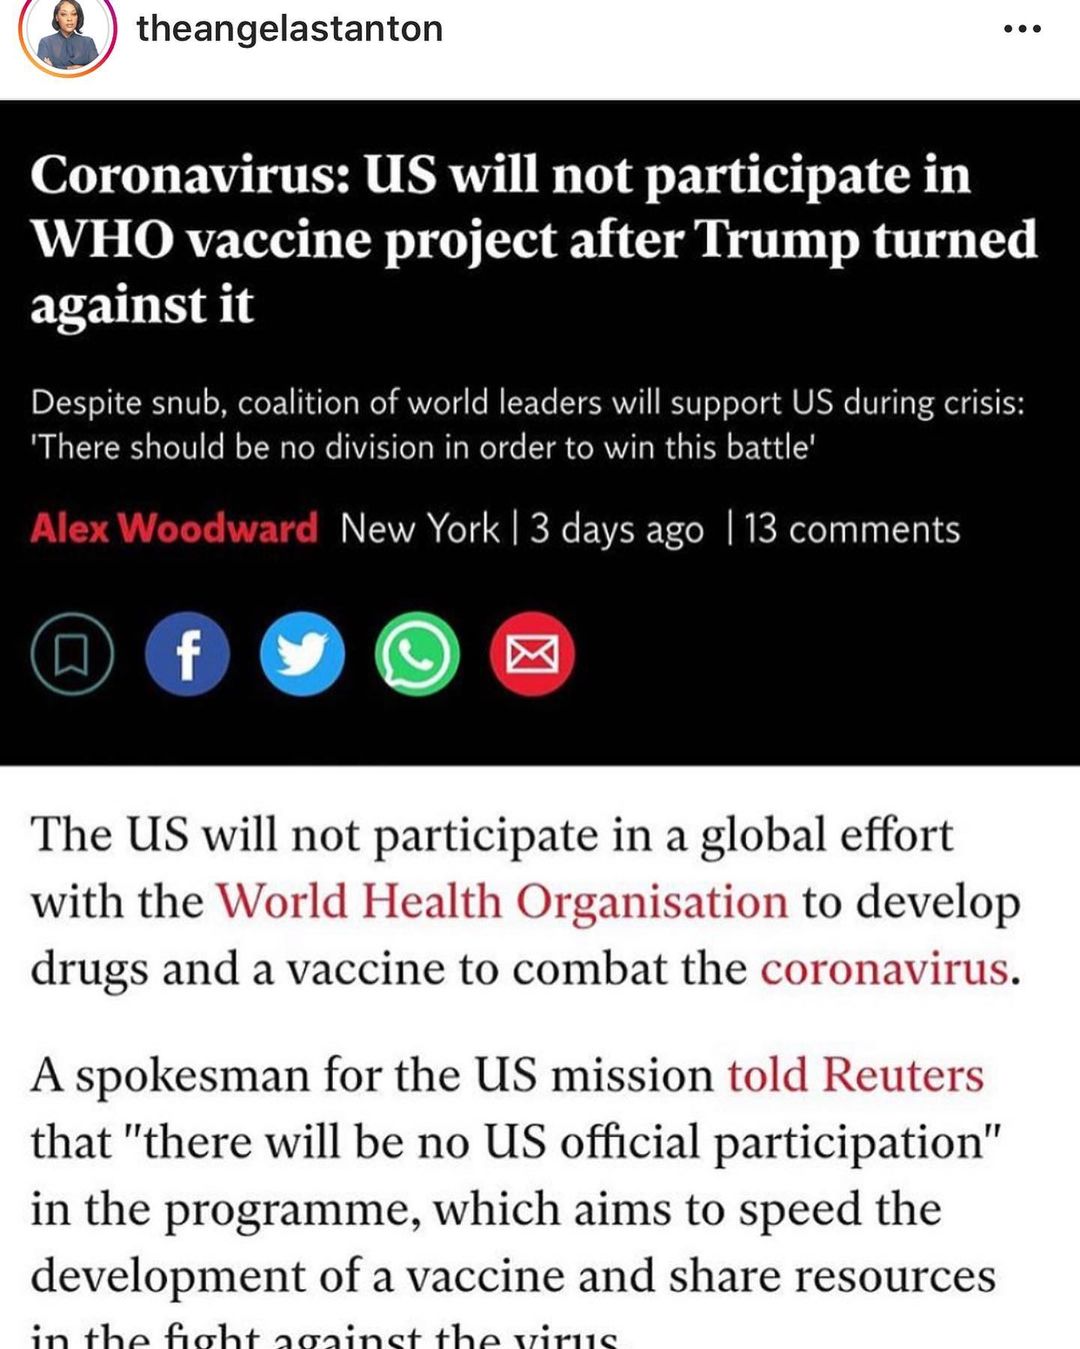 theangelastanton
Coronavirus: US will not participate in
WHO vaccine project after Trump turned
against it
Despite snub, coalition of world leaders will support US during crisis:
'There should be no division in order to win this battle'
Alex Woodward New York | 3 days ago | 13 comments
The US will not participate in a global effort
with the World Health Organisation to develop
drugs and a vaccine to combat the coronavirus.
A spokesman for the US mission told Reuters
that "there will be no US official participation"
in the programme, which aims to speed the
development of a vaccine and share resources
in the fight against the virus.